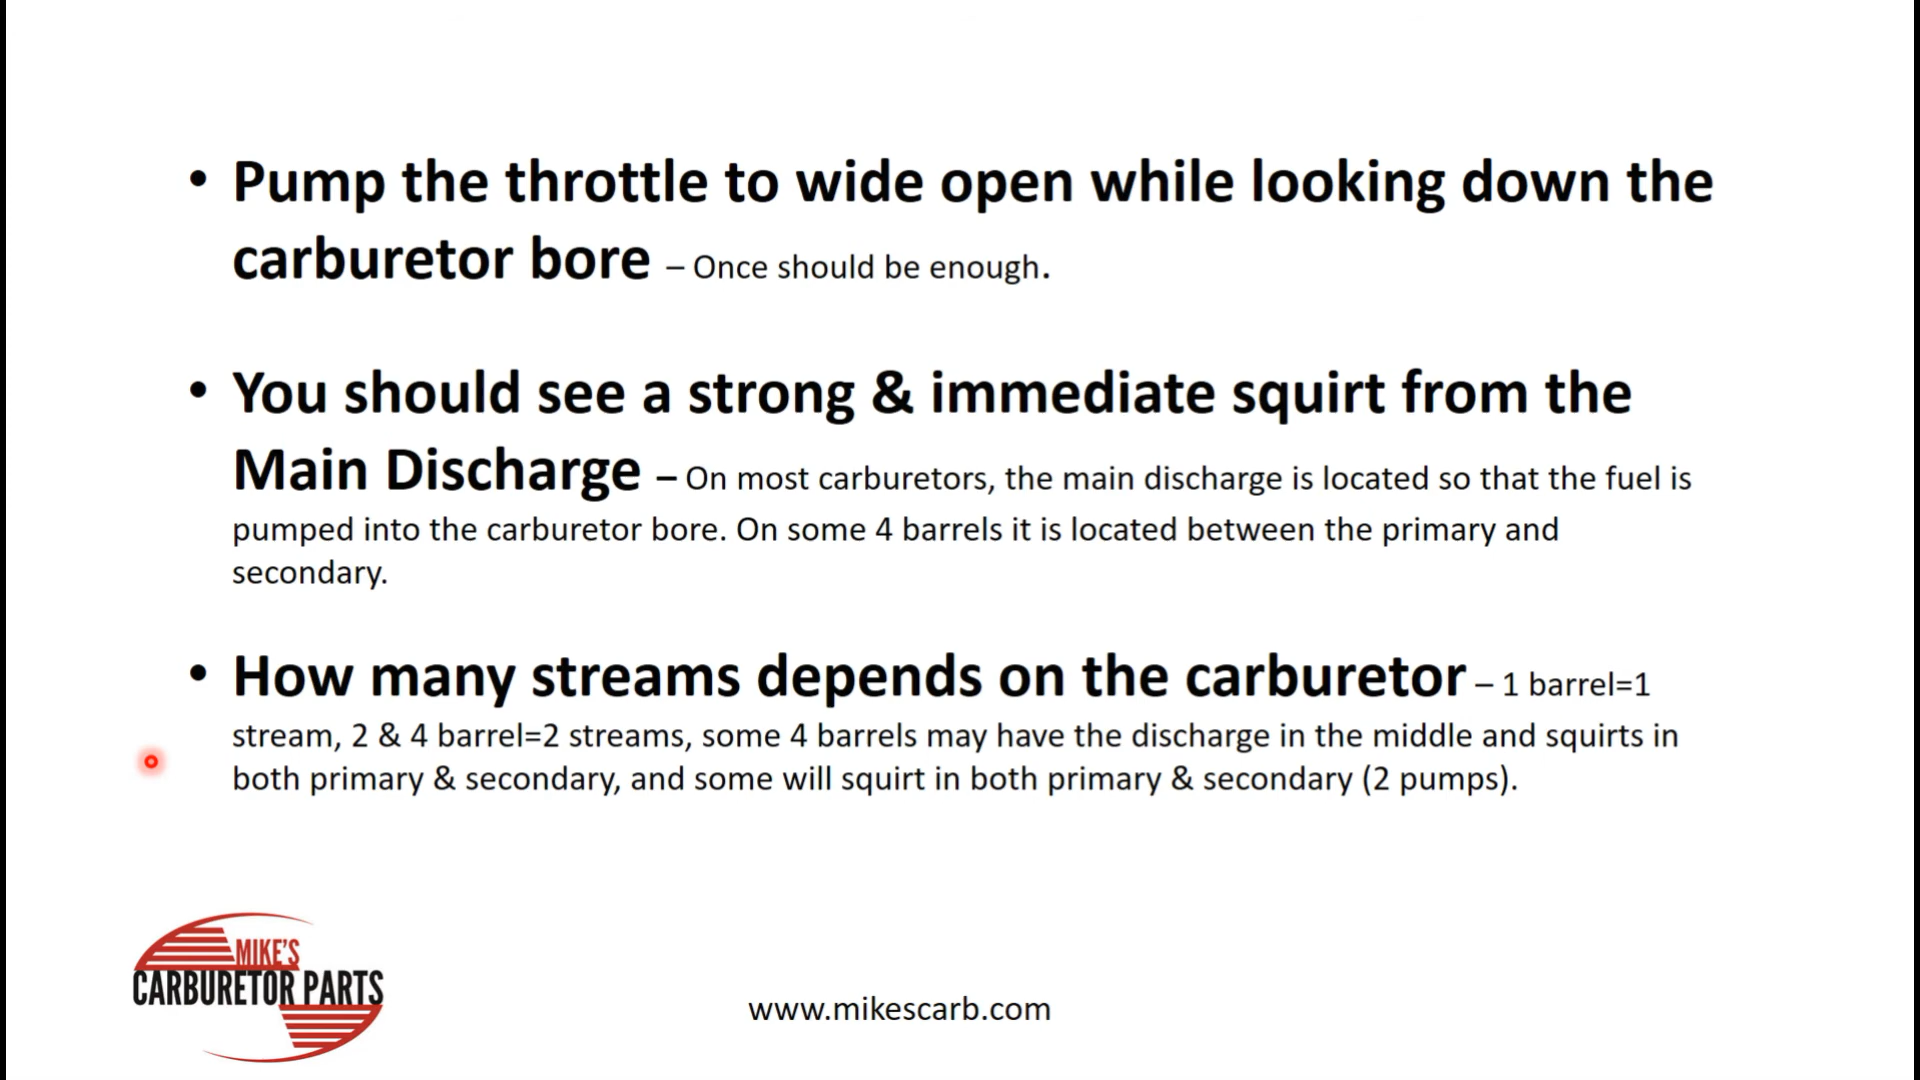 • Pump the throttle to wide open while looking down the
carburetor bore – Once should be enough.
• You should see a strong & immediate squirt from the
Main Discharge – On most carburetors, the main discharge is located so that the fuel is
pumped into the carburetor bore. On some 4 barrels it is located between the primary and
secondary.
• How many streams depends on the carburetor – 1 barrel=1
stream, 2 & 4 barrel=2 streams, some 4 barrels may have the discharge in the middle and squirts in
both primary & secondary, and some will squirt in both primary & secondary (2 pumps).
MIKE'S
CARBURETOR PARTS
www.mikescarb.com